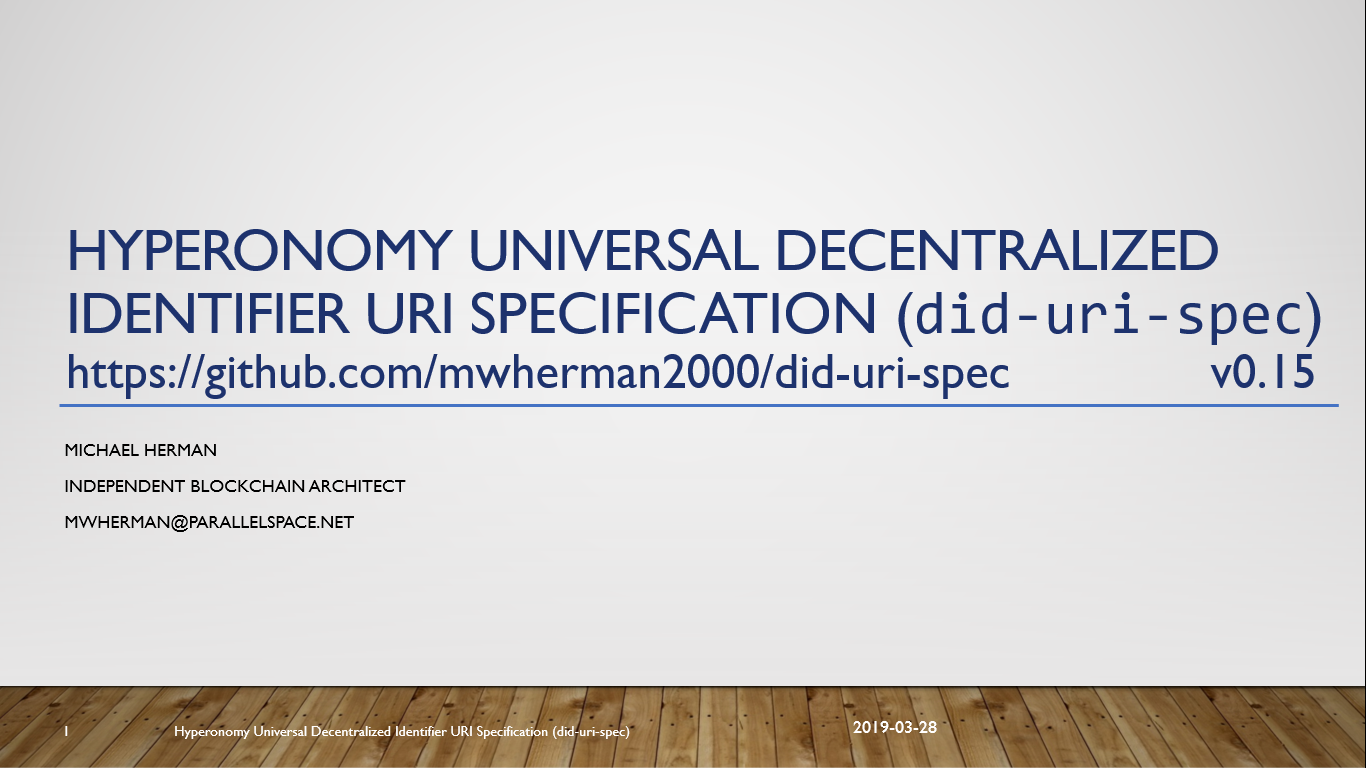 HYPERONOMY UNIVERSAL DECENTRALIZED
IDENTIFIER URI SPECIFICATION (did-uri-spec)
https://github.com/mwherman2000/did-uri-spec v0.15
MICHAEL HERMAN
INDEPENDENT BLOCKCHAIN ARCHITECT
MWHERMAN@PARALLELSPACE.NET
1 Hyperonomy Universal Decentralized Identifier URI Specification (did-uri-spec) 2019-03-28